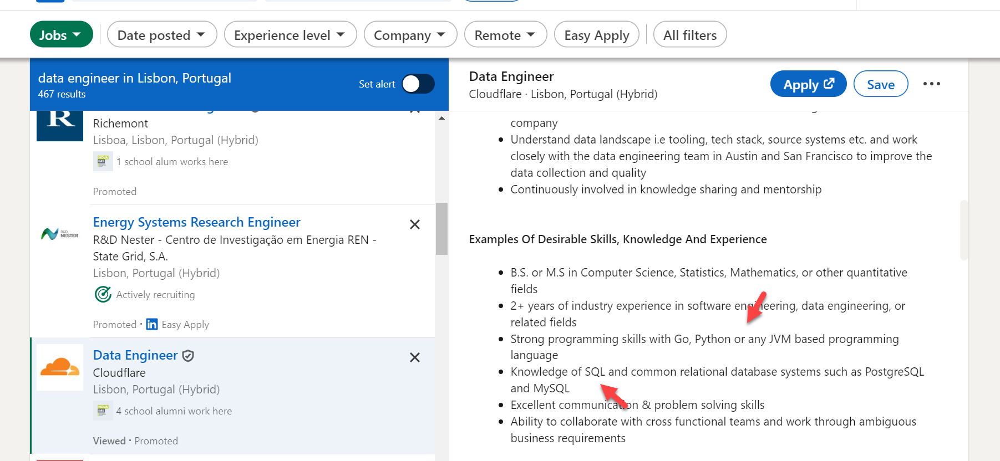 Jobs
Date posted
Experience level
Company
Remote
Easy Apply
All filters
data engineer in Lisbon, Portugal
467 results
Set alert
R
Richemont
Lisboa, Lisbon, Portugal (Hybrid)
NOVA
IMS
1 school alum works here
Promoted
R&D
NESTER
Energy Systems Research Engineer
R&D Nester - Centro de Investigação em Energia REN -
State Grid, S.A.
Lisbon, Portugal (Hybrid)
Actively recruiting
Promoted · in Easy Apply
Data Engineer
Cloudflare
Lisbon, Portugal (Hybrid)
NOVA
IMS
4 school alumni work here
Viewed · Promoted
Data Engineer
Cloudflare · Lisbon, Portugal (Hybrid)
Apply
Save
company
• Understand data landscape i.e tooling, tech stack, source systems etc. and work
closely with the data engineering team in Austin and San Francisco to improve the
data collection and quality
• Continuously involved in knowledge sharing and mentorship
Examples Of Desirable Skills, Knowledge And Experience
• B.S. or M.S in Computer Science, Statistics, Mathematics, or other quantitative
fields
• 2+ years of industry experience in software engineering, data engineering, or
related fields
• Strong programming skills with Go, Python or any JVM based programming
language
• Knowledge of SQL and common relational database systems such as PostgreSQL
and MySQL
• Excellent communication & problem solving skills
• Ability to collaborate with cross functional teams and work through ambiguous
business requirements